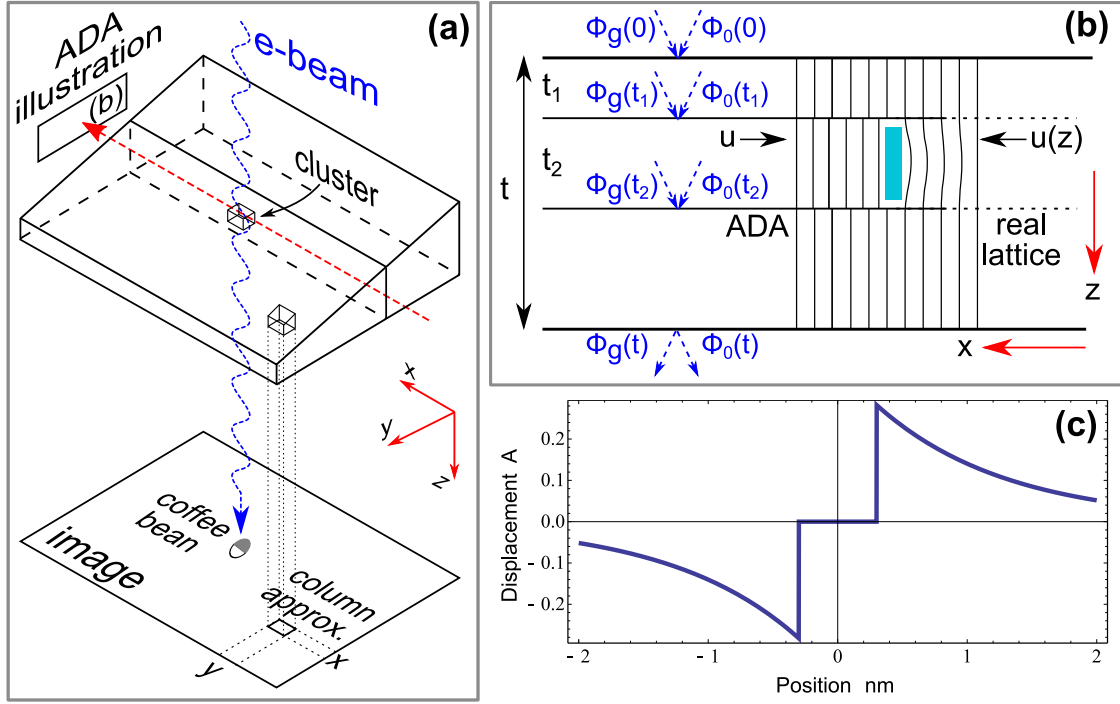 (a)
ADA
illustration
(b)
e-beam
cluster
x
y
z
coffee
bean
image
column
approx.
y
x
(b)
Φg(0) Φ0(0)
t1
Φg(t1) Φ0(t1)
u
u(z)
t
t2
Φg(t2) Φ0(t2)
ADA
real
lattice
z
Φg(t) Φ0(t)
x
(c)
Displacement A
0.2
0.1
0.0
- 0.1
- 0.2
- 2
- 1
0
1
2
Position nm